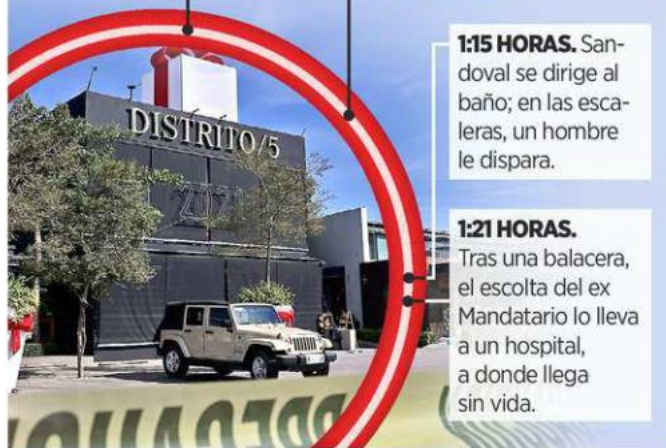 DISTRITO/5
2021
1:15 HORAS. San-
doval se dirige al
baño; en las esca-
leras, un hombre
le dispara.
1:21 HORAS.
Tras una balacera,
el escolta del ex
Mandatario lo lleva
a un hospital,
a donde llega
sin vida.